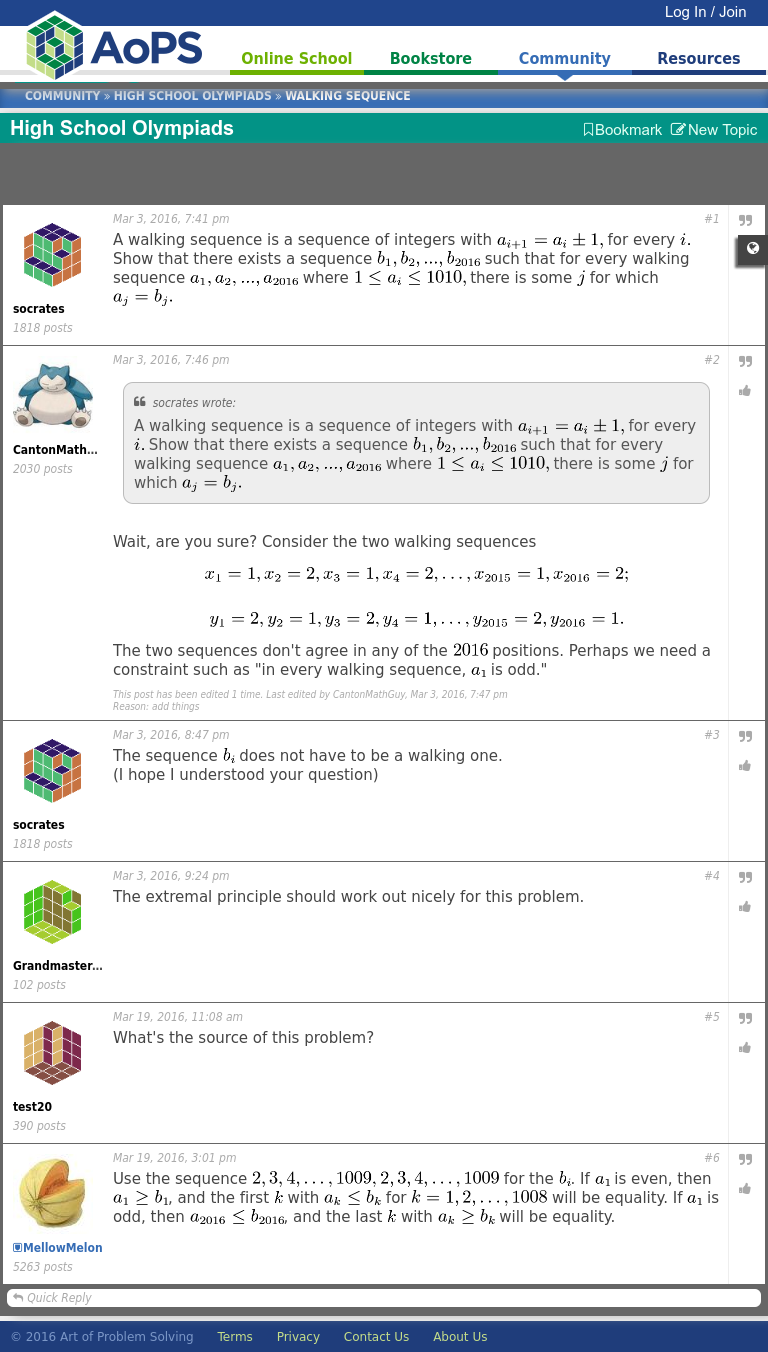 Log In / Join
AoPS
Online School
Bookstore
Community
Resources
COMMUNITY » HIGH SCHOOL OLYMPIADS » WALKING SEQUENCE
High School Olympiads
Bookmark
New Topic
Mar 3, 2016, 7:41 pm
#1
A walking sequence is a sequence of integers with a_{i+1} = a_i ± 1, for every i.
Show that there exists a sequence b_1, b_2, ..., b_{2016} such that for every walking
sequence a_1, a_2, ..., a_{2016} where 1 ≤ a_i ≤ 1010, there is some j for which
a_j = b_j.
socrates
1818 posts
Mar 3, 2016, 7:46 pm
#2
socrates wrote:
A walking sequence is a sequence of integers with a_{i+1} = a_i ± 1, for every
i. Show that there exists a sequence b_1, b_2, ..., b_{2016} such that for every
walking sequence a_1, a_2, ..., a_{2016} where 1 ≤ a_i ≤ 1010, there is some j for
which a_j = b_j.
CantonMath...
2030 posts
Wait, are you sure? Consider the two walking sequences
x_1 = 1, x_2 = 2, x_3 = 1, x_4 = 2, . . . , x_{2015} = 1, x_{2016} = 2;
y_1 = 2, y_2 = 1, y_3 = 2, y_4 = 1, . . . , y_{2015} = 2, y_{2016} = 1.
The two sequences don't agree in any of the 2016 positions. Perhaps we need a
constraint such as "in every walking sequence, a_1 is odd."
This post has been edited 1 time. Last edited by CantonMathGuy, Mar 3, 2016, 7:47 pm
Reason: add things
Mar 3, 2016, 8:47 pm
#3
The sequence b_i does not have to be a walking one.
(I hope I understood your question)
socrates
1818 posts
Mar 3, 2016, 9:24 pm
#4
The extremal principle should work out nicely for this problem.
Grandmaster...
102 posts
Mar 19, 2016, 11:08 am
#5
What's the source of this problem?
test20
390 posts
Mar 19, 2016, 3:01 pm
#6
Use the sequence 2, 3, 4, . . . , 1009, 2, 3, 4, . . . , 1009 for the b_i. If a_1 is even, then
a_1 ≥ b_1, and the first k with a_k ≤ b_k for k = 1, 2, . . . , 1008 will be equality. If a_1 is
odd, then a_{2016} ≤ b_{2016}, and the last k with a_k ≥ b_k will be equality.
MellowMelon
5263 posts
Quick Reply
© 2016 Art of Problem Solving
Terms
Privacy
Contact Us
About Us